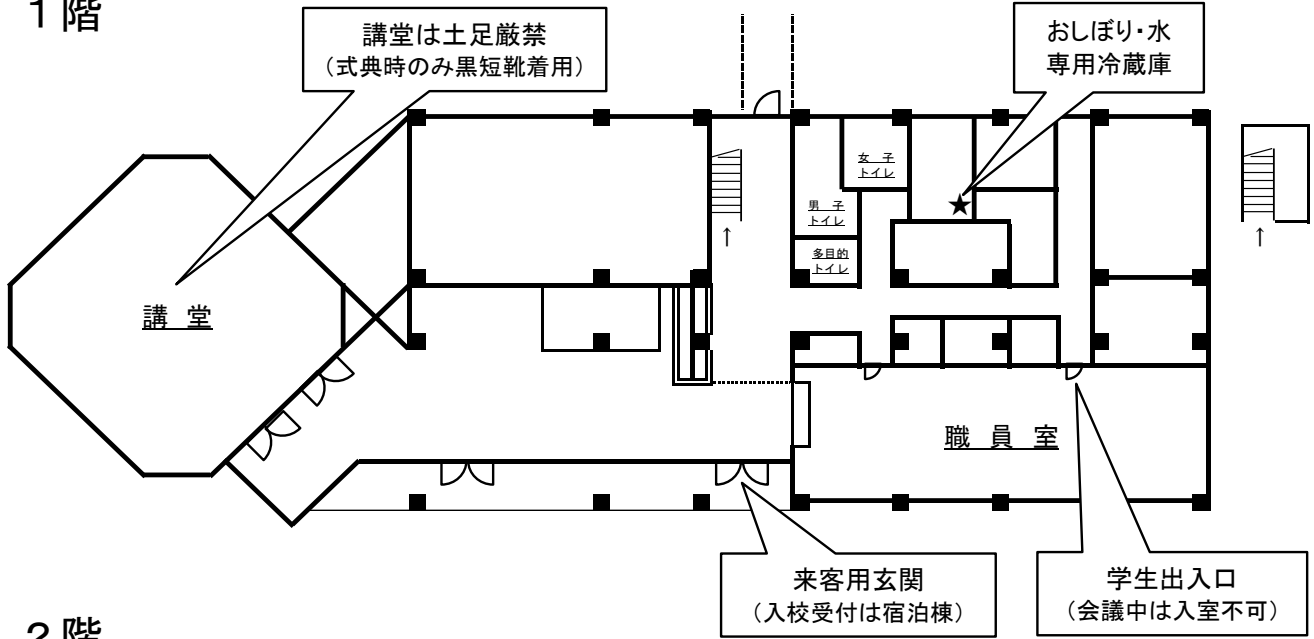 1階
講堂は土足厳禁
（式典時のみ黒短靴着用）
おしぼり・水
専用冷蔵庫
女 子
トイレ
男 子
トイレ
多目的
トイレ
★
↑
↑
講 堂
職 員 室
来客用玄関
（入校受付は宿泊棟）
学生出入口
（会議中は入室不可）
2階